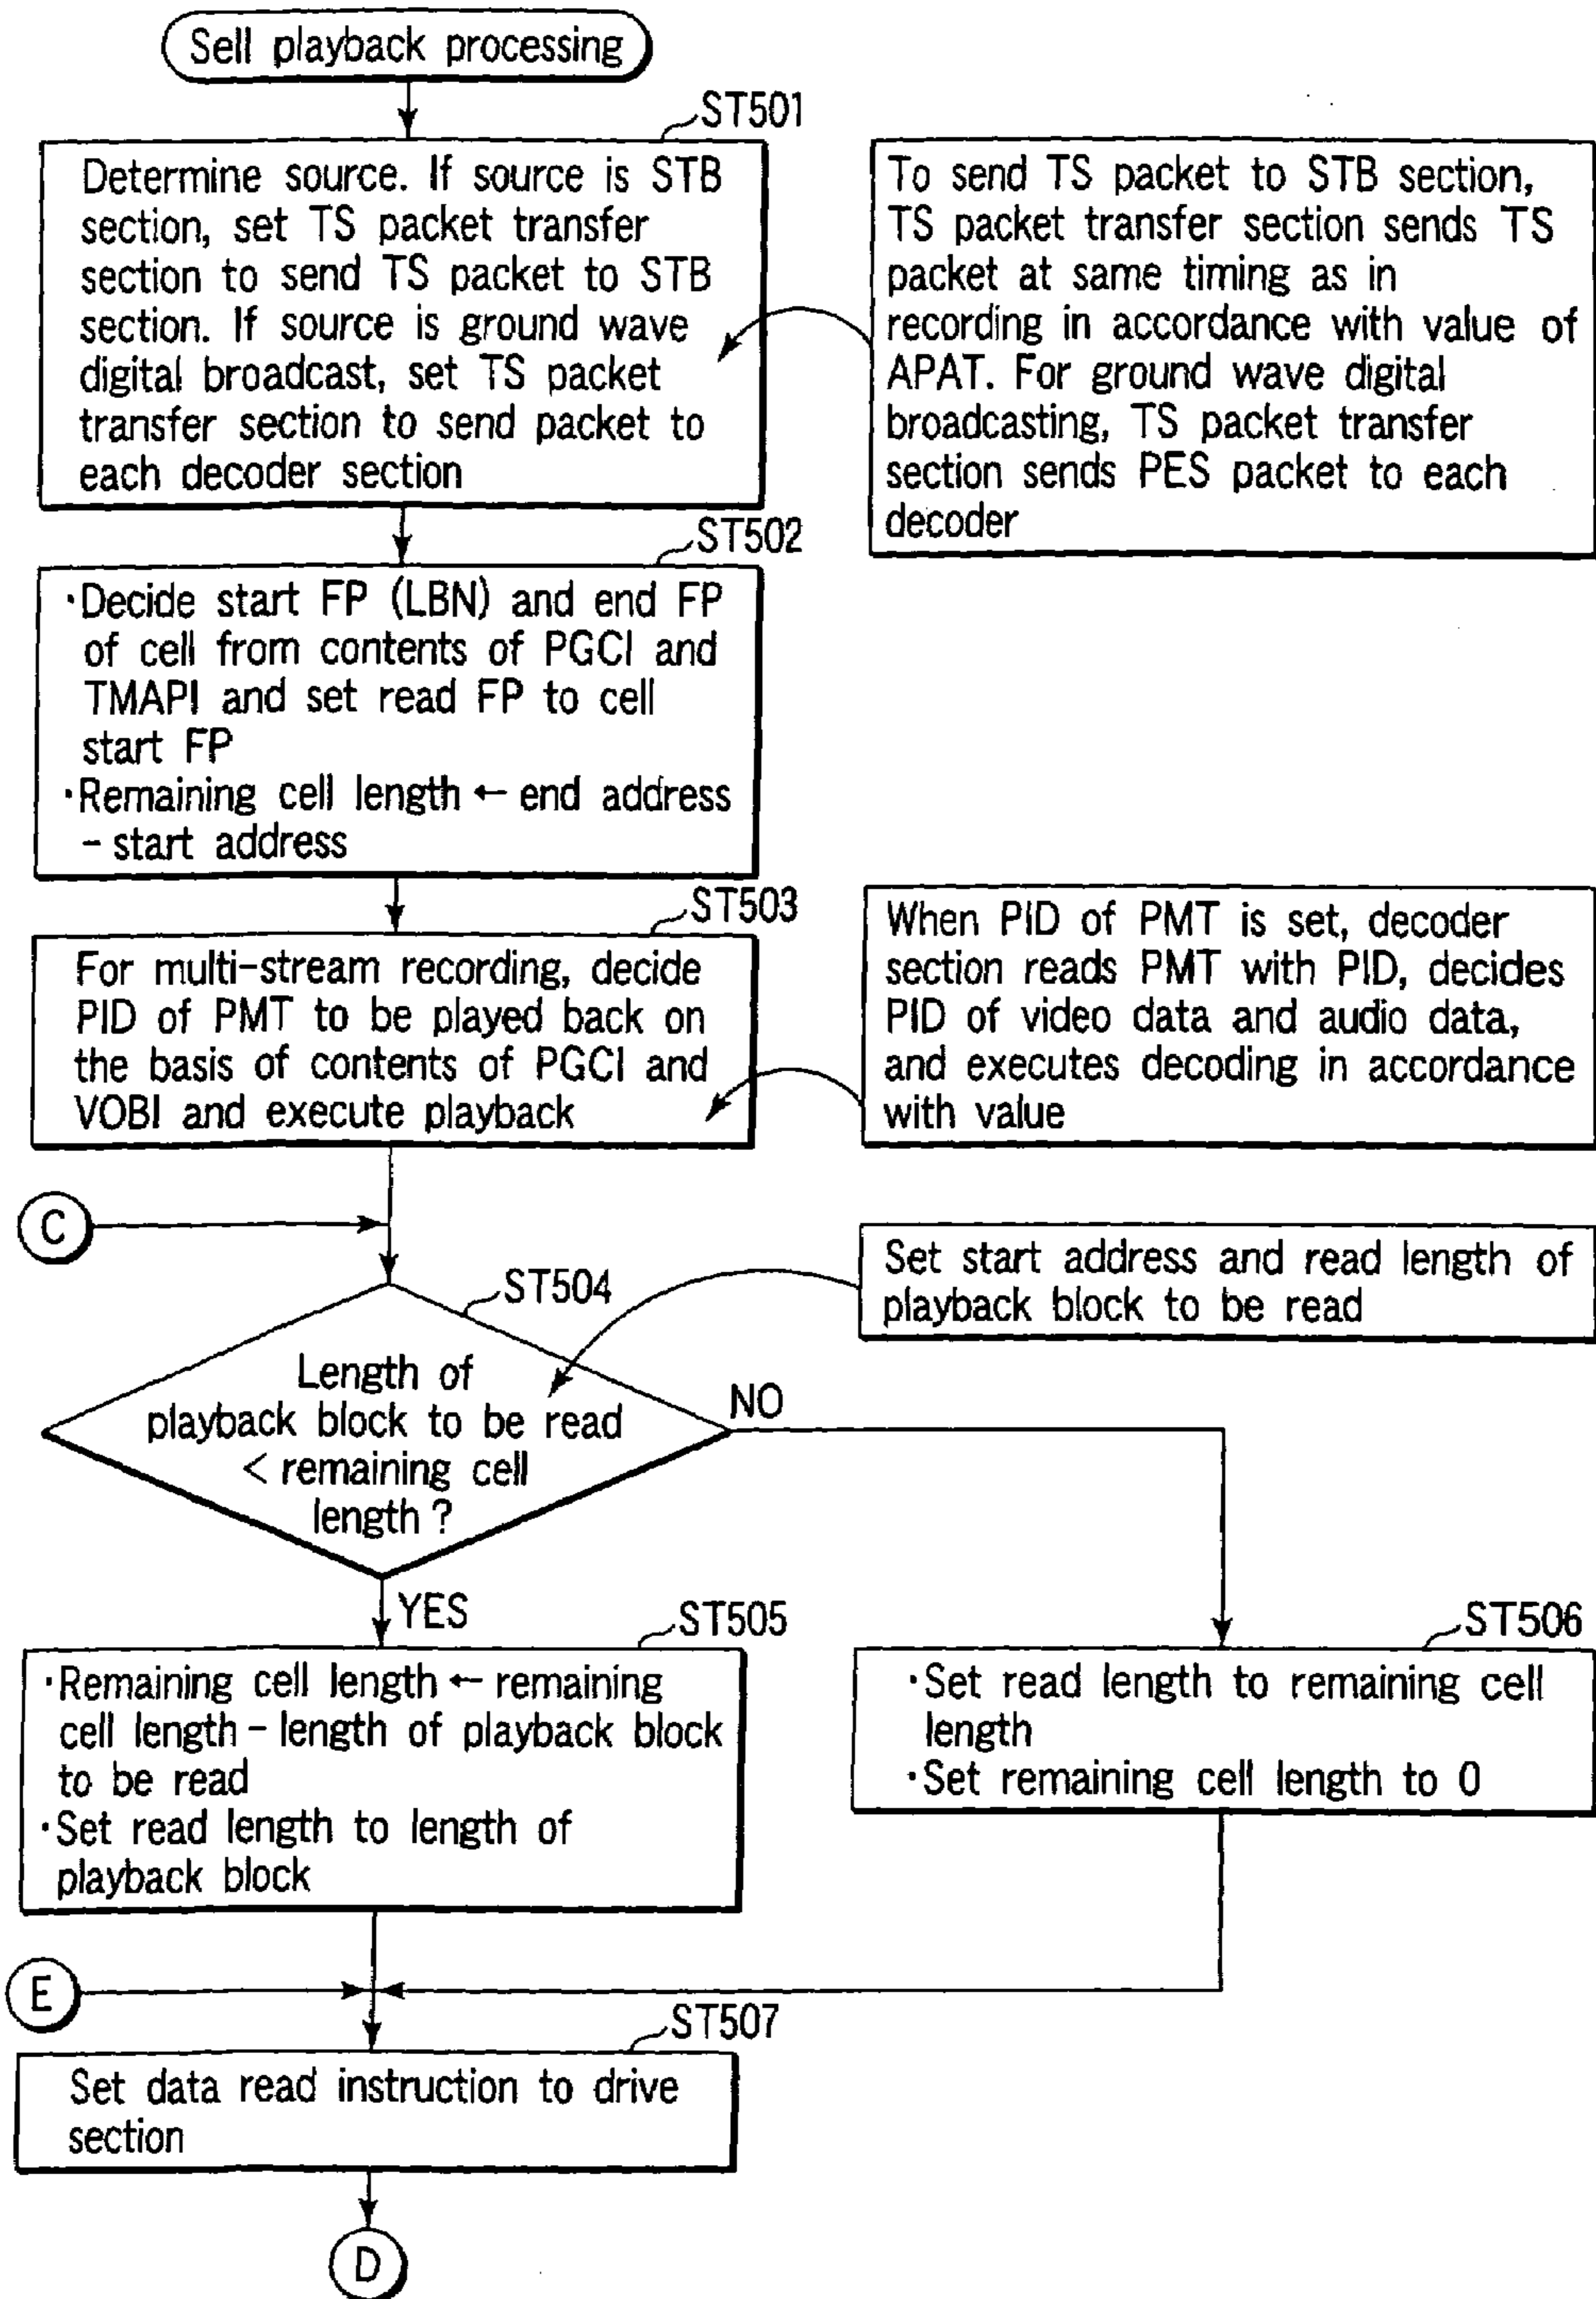 Sell playback processing
ST501
Determine source. If source is STB
section, set TS packet transfer
section to send TS packet to STB
section. If source is ground wave
digital broadcast, set TS packet
transfer section to send packet to
each decoder section
To send TS packet to STB section,
TS packet transfer section sends TS
packet at same timing as in
recording in accordance with value of
APAT. For ground wave digital
broadcasting, TS packet transfer
section sends PES packet to each
decoder
ST502
·Decide start FP (LBN) and end FP
of cell from contents of PGCI and
TMAPI and set read FP to cell
start FP
·Remaining cell length ← end address
- start address
ST503
For multi-stream recording, decide
PID of PMT to be played back on
the basis of contents of PGCI and
VOBI and execute playback
When PID of PMT is set, decoder
section reads PMT with PID, decides
PID of video data and audio data,
and executes decoding in accordance
with value
C
Set start address and read length of
playback block to be read
ST504
Length of
playback block to be read
< remaining cell
length ?
NO
YES
ST505
·Remaining cell length ← remaining
cell length - length of playback block
to be read
·Set read length to length of
playback block
ST506
·Set read length to remaining cell
length
·Set remaining cell length to 0
E
ST507
Set data read instruction to drive
section
D